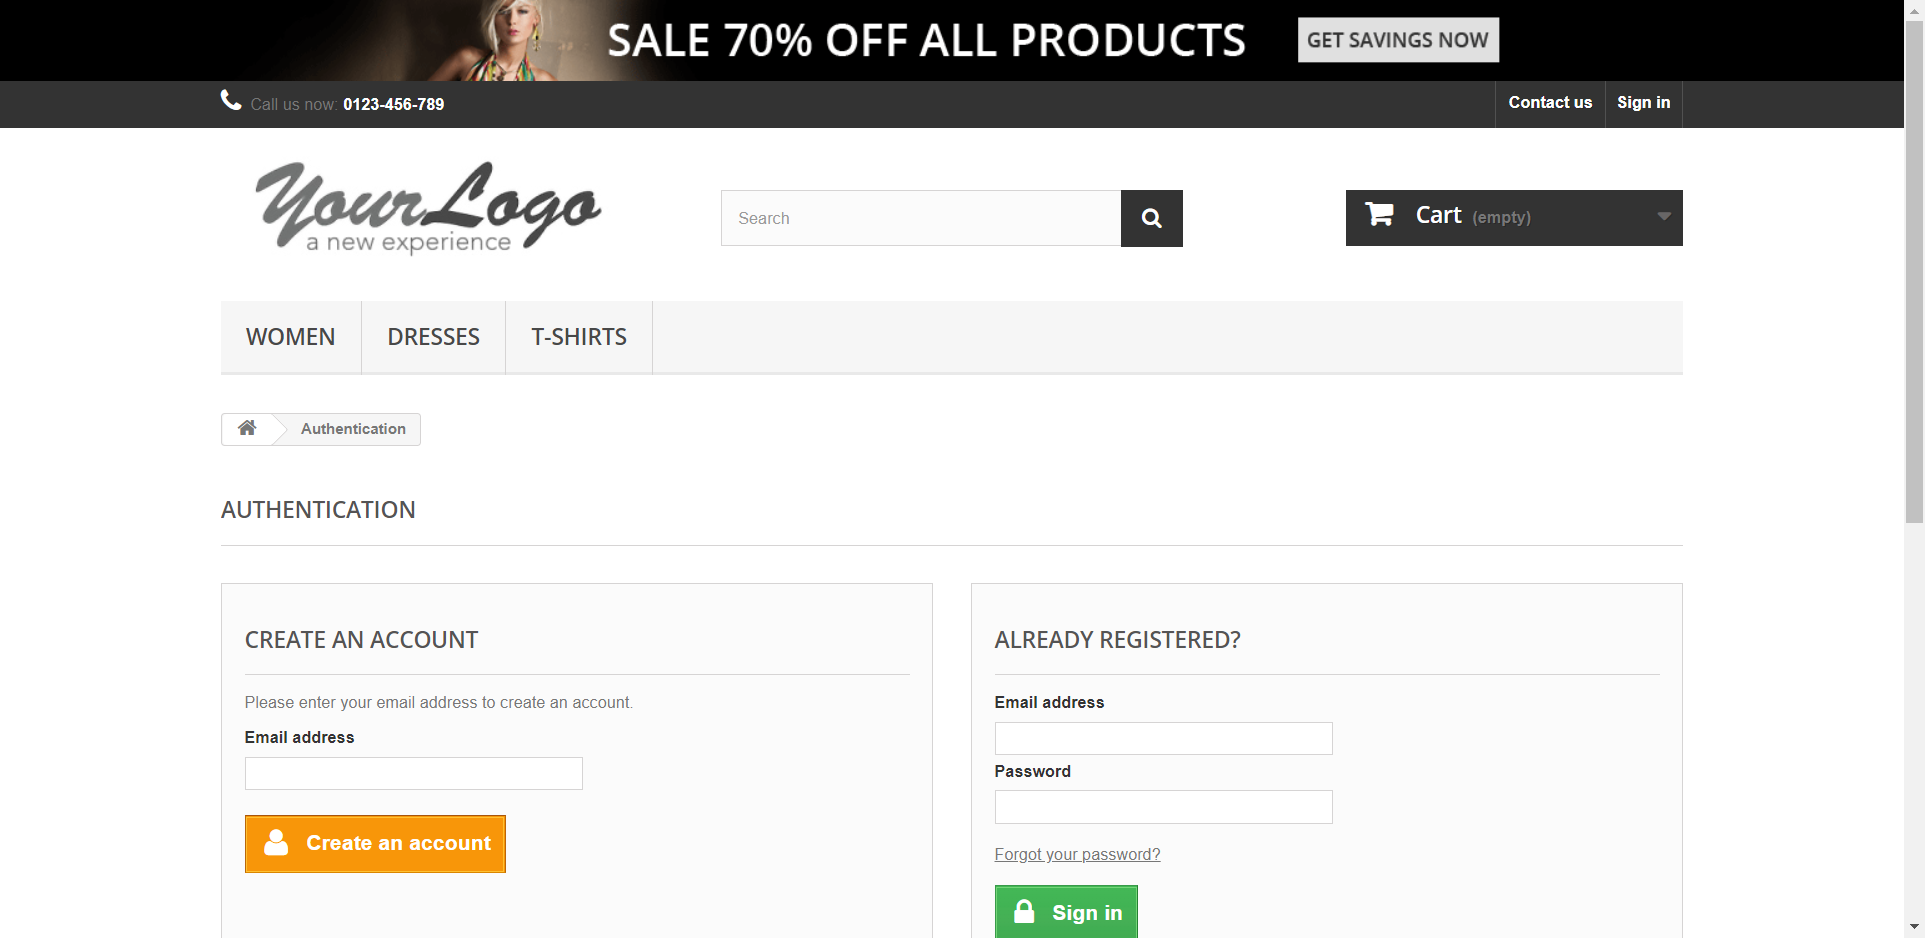 SALE 70% OFF ALL PRODUCTS GET SAVINGS NOW
Call us now: 0123-456-789 Contact us Sign in
YourLogo
a new experience
Search
Cart (empty)
WOMEN DRESSES T-SHIRTS
Authentication
AUTHENTICATION
CREATE AN ACCOUNT
Please enter your email address to create an account.
Email address
Create an account
ALREADY REGISTERED?
Email address
Password
Forgot your password?
Sign in